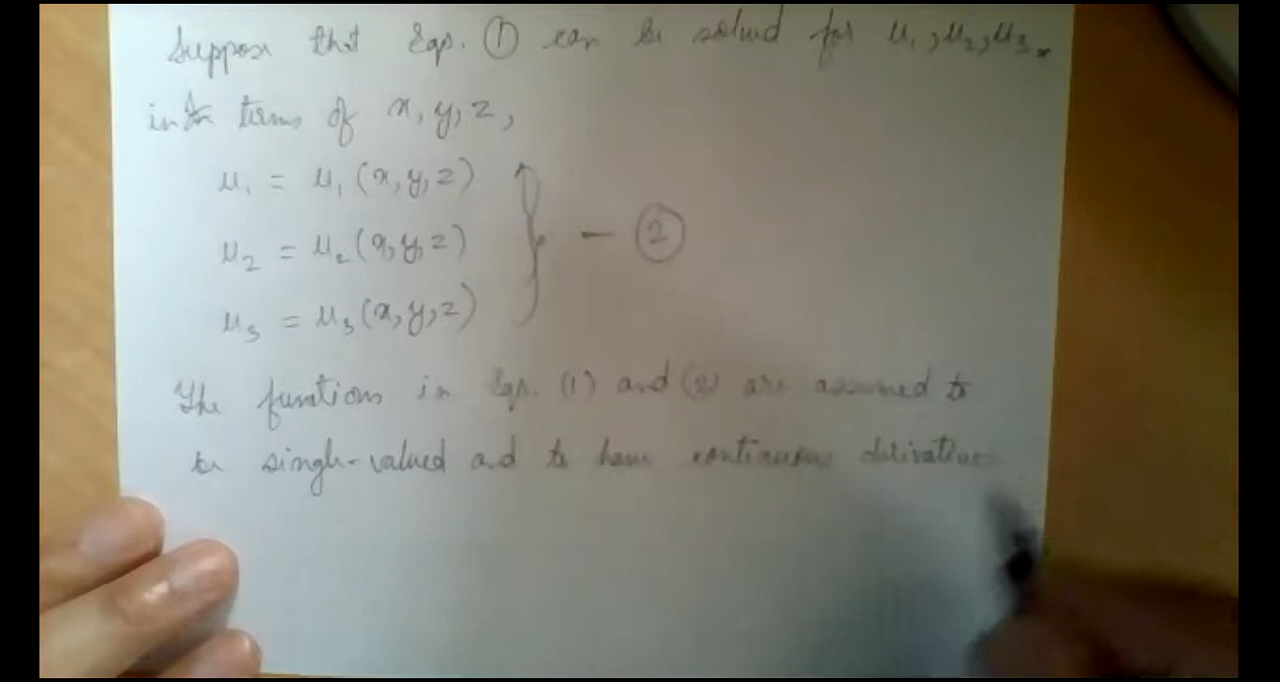 Suppose that Eqs. ① can be solved for u₁, u₂, u₃
in terms of x, y, z,
u₁ = u₁ (x, y, z)
u₂ = u₂ (x, y, z) } — ②
u₃ = u₃ (x, y, z)
The functions in Eqs. (1) and (2) are assumed to
be single-valued and to have continuous derivatives